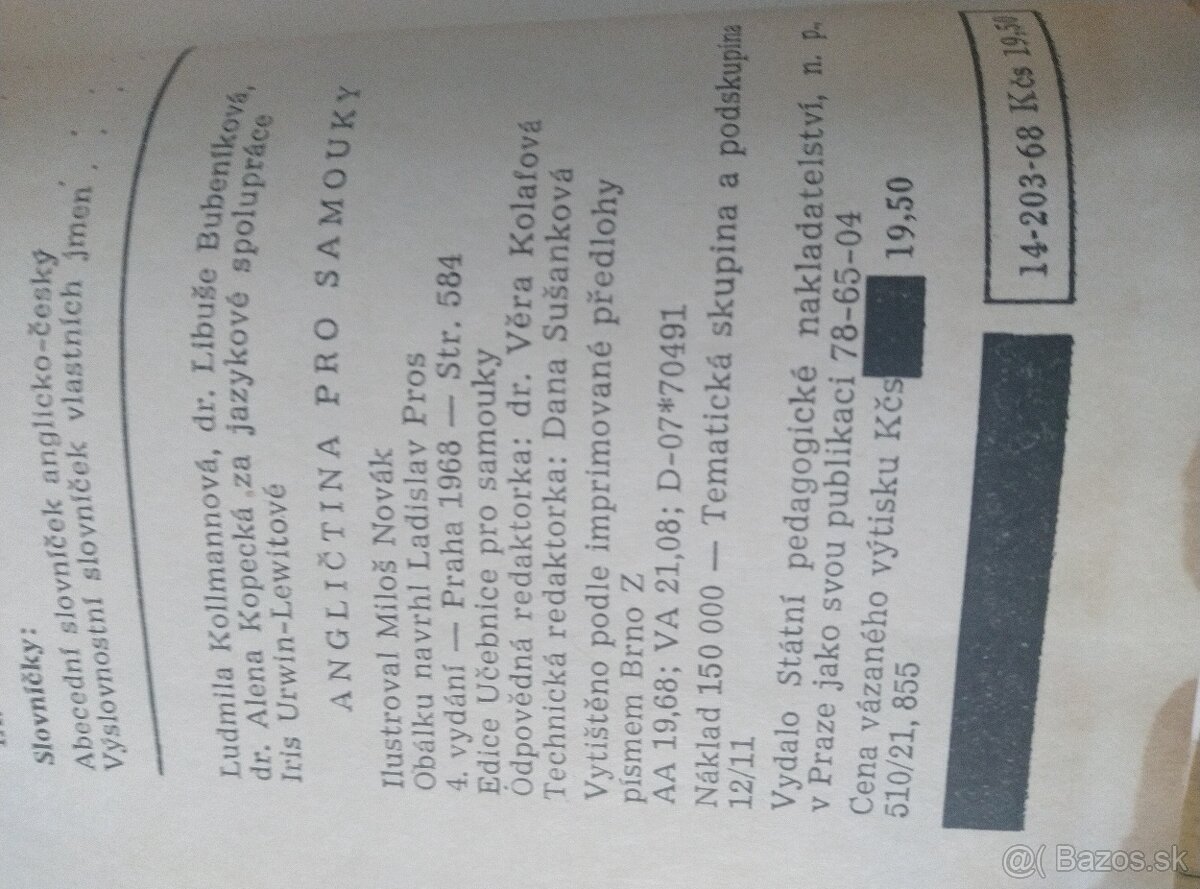 Slovníčky:
Abecední slovníček anglicko-český
Výslovnostní slovníček vlastních jmen
Ludmila Kollmannová, dr. Libuše Bubeníková,
dr. Alena Kopecká za jazykové spolupráce
Iris Urwin-Lewitové
ANGLIČTINA PRO SAMOUKY
Ilustroval Miloš Novák
Obálku navrhl Ladislav Pros
4. vydání — Praha 1968 — Str. 584
Edice Učebnice pro samouky
Odpovědná redaktorka: dr. Věra Kolafová
Technická redaktorka: Dana Sušanková
Vytištěno podle imprimované předlohy
písmem Brno Z
AA 19,68; VA 21,08; D-07*70491
Náklad 150 000 — Tematická skupina a podskupina
12/11
Vydalo Státní pedagogické nakladatelství, n. p.,
v Praze jako svou publikaci 78-65-04
Cena vázaného výtisku Kčs 19,50
510/21, 855
14-203-68 Kčs 19,50
@( Bazos.sk